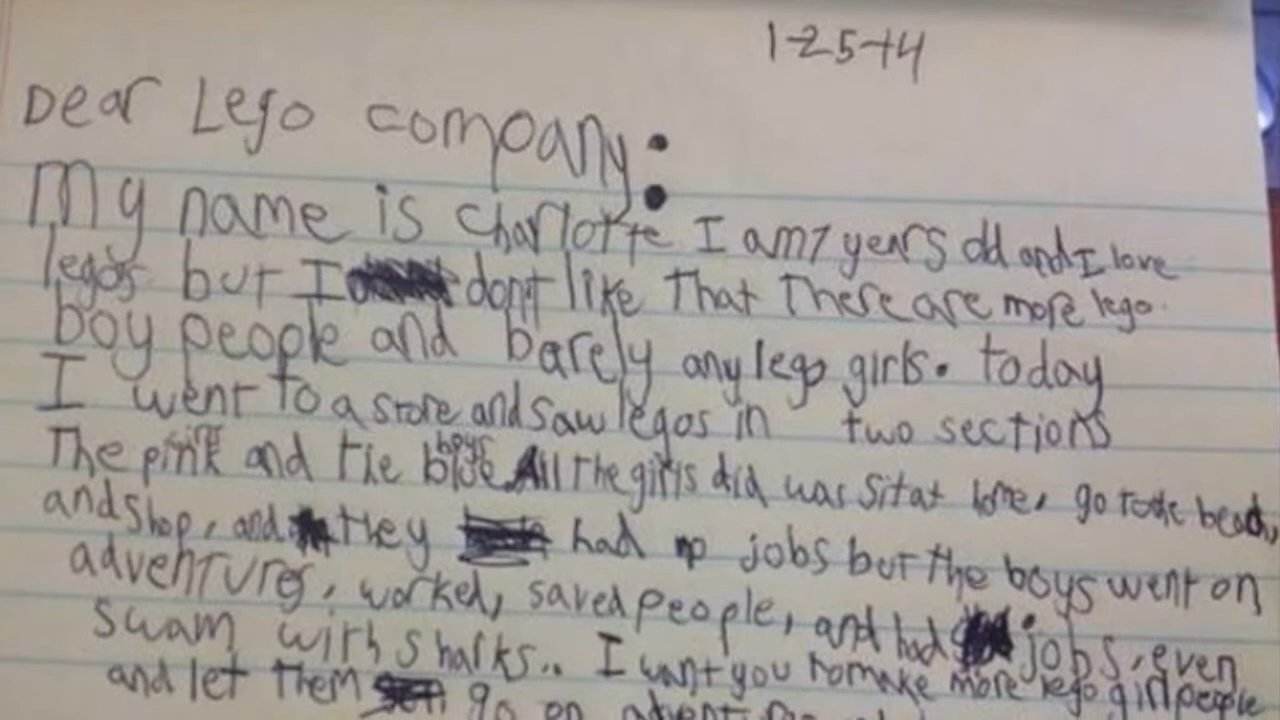 1-25-14
Dear Lego company:
My name is Charlotte I am 7 years old and I love
legos but I don't like that there are more lego
boy people and barely any lego girls. today
I went to a store and saw legos in two sections
The pink and the blue boys All the girls did was sit at home, go to the beach,
and shop, and they had no jobs but the boys went on
adventures, worked, saved people, and had jobs, even
swam with sharks.. I want you to make more lego girl people
and let them go on